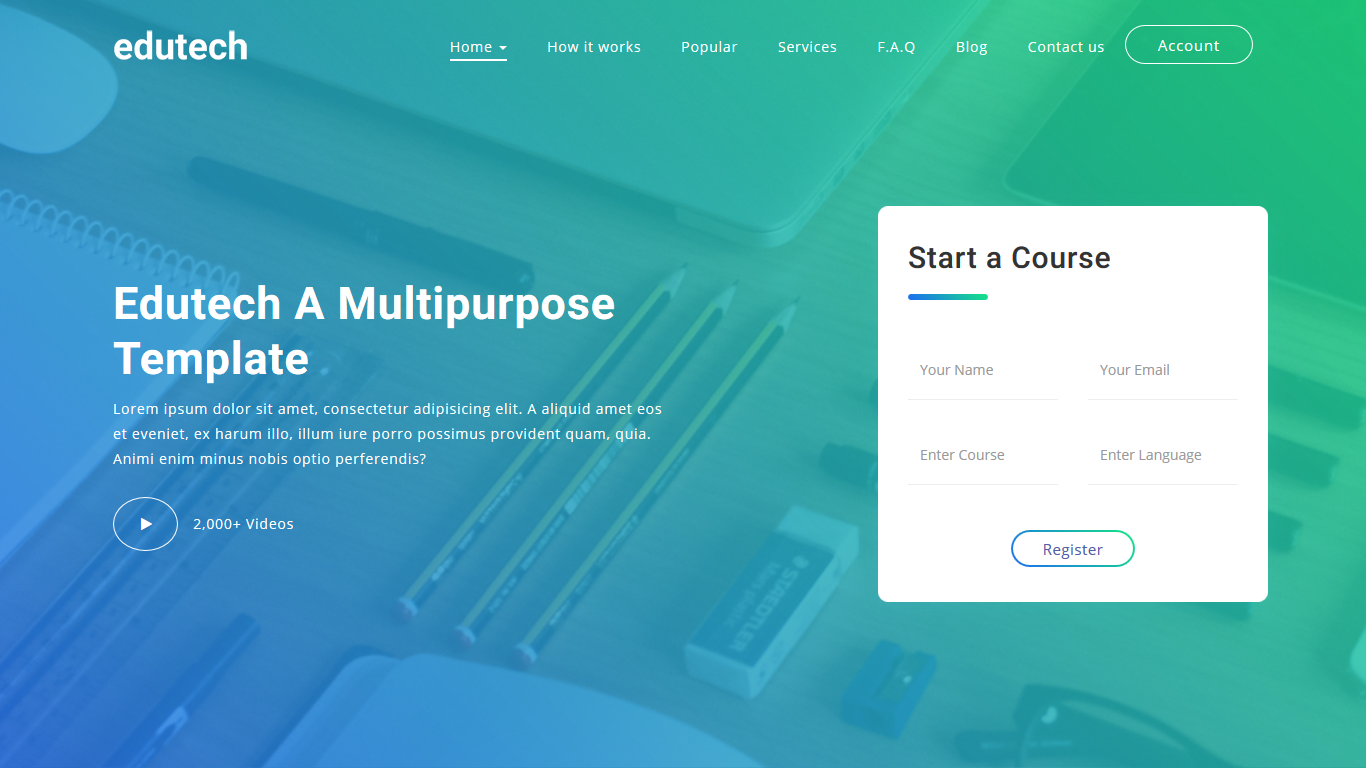 edutech
Home
How it works
Popular
Services
F.A.Q
Blog
Contact us
Account
Edutech A Multipurpose
Template
Lorem ipsum dolor sit amet, consectetur adipisicing elit. A aliquid amet eos
et eveniet, ex harum illo, illum iure porro possimus provident quam, quia.
Animi enim minus nobis optio perferendis?
2,000+ Videos
Start a Course
Your Name
Your Email
Enter Course
Enter Language
Register
STAEDTLER